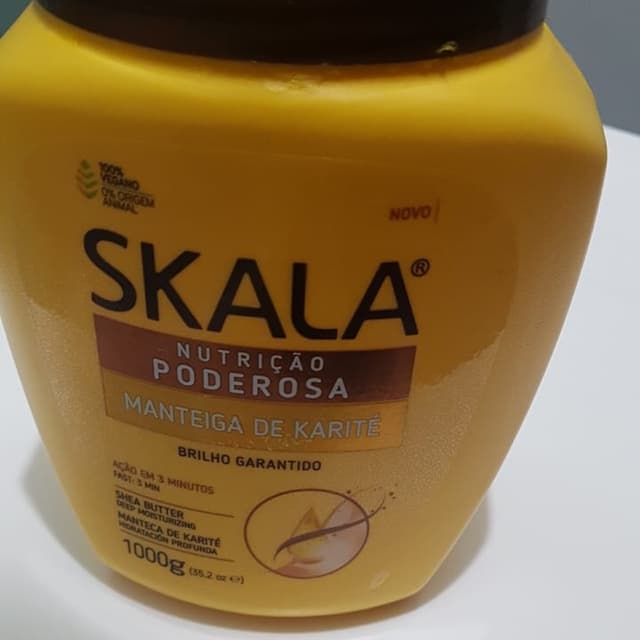 100%
VEGANO
0% ORIGEM
ANIMAL
NOVO
SKALA®
NUTRIÇÃO
PODEROSA
MANTEIGA DE KARITÉ
BRILHO GARANTIDO
AÇÃO EM 3 MINUTOS
FAST: 3 MIN
SHEA BUTTER
DEEP MOISTURIZING
MANTECA DE KARITÉ
HIDRATACIÓN PROFUNDA
1000g (35.2 oz ℮)